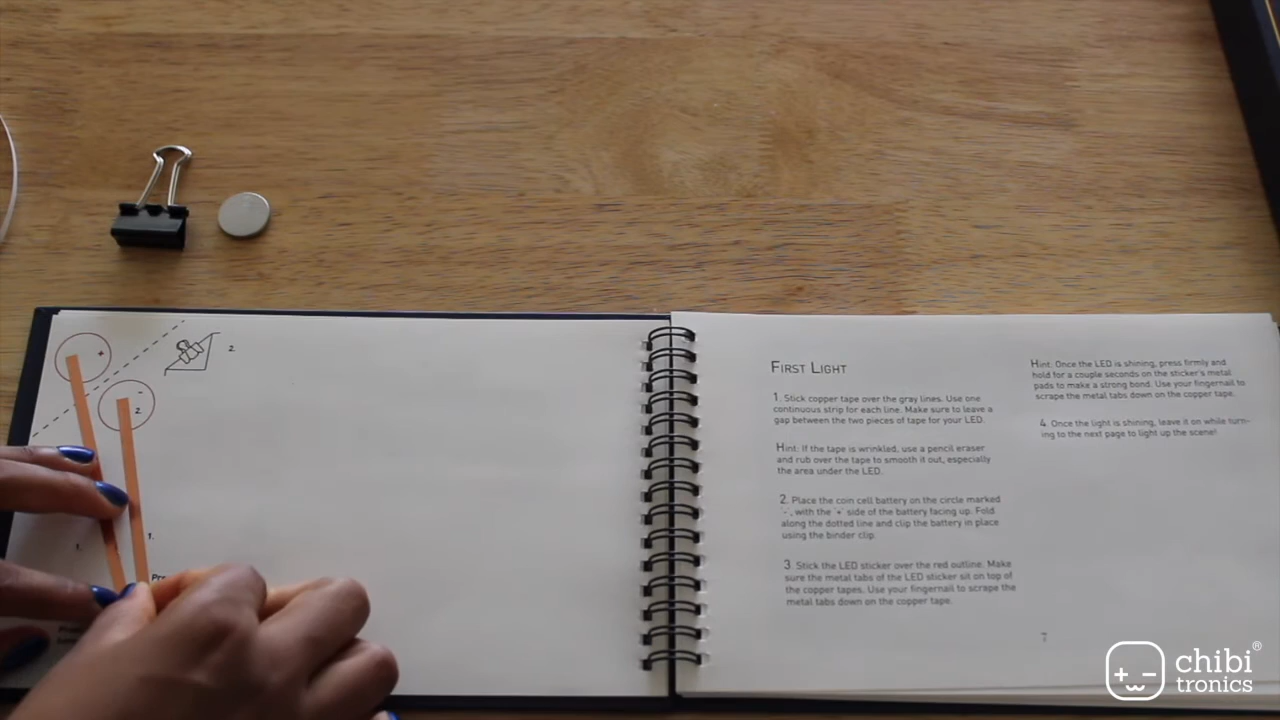 +
2.
-
2.
1.
1.
FIRST LIGHT
1. Stick copper tape over the gray lines. Use one
continuous strip for each line. Make sure to leave a
gap between the two pieces of tape for your LED.
Hint: If the tape is wrinkled, use a pencil eraser
and rub over the tape to smooth it out, especially
the area under the LED.
2. Place the coin cell battery on the circle marked
'-', with the '+' side of the battery facing up. Fold
along the dotted line and clip the battery in place
using the binder clip.
3. Stick the LED sticker over the red outline. Make
sure the metal tabs of the LED sticker sit on top of
the copper tapes. Use your fingernail to scrape the
metal tabs down on the copper tape.
Hint: Once the LED is shining, press firmly and
hold for a couple seconds on the sticker's metal
pads to make a strong bond. Use your fingernail to
scrape the metal tabs down on the copper tape.
4. Once the light is shining, leave it on while turn-
ing to the next page to light up the scene!
7
chibi®
tronics